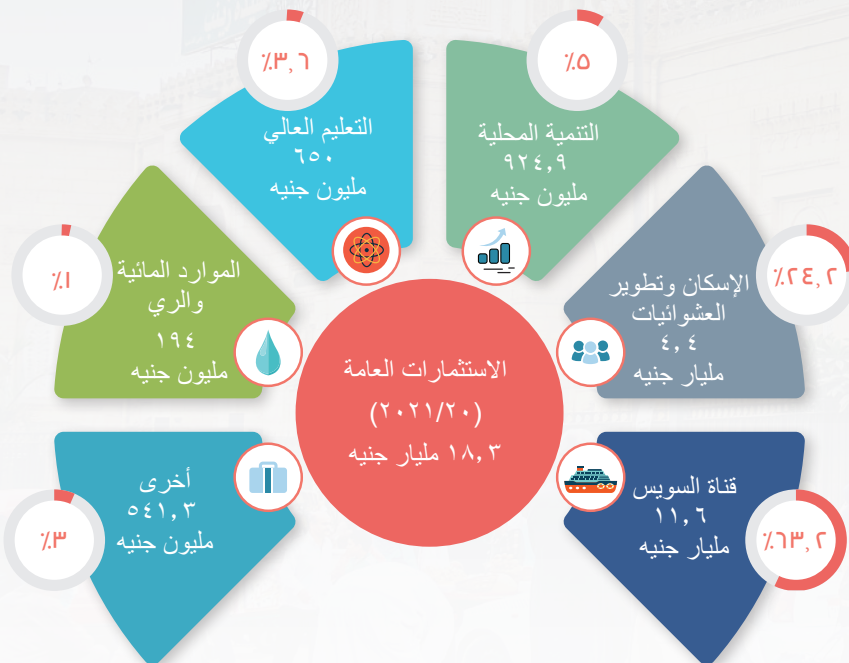 الاستثمارات العامة
(٢٠٢١/٢٠)
١٨,٣ مليار جنيه
قناة السويس
١١,٦
مليار جنيه
٪٦٣,٢
الإسكان وتطوير
العشوائيات
٤,٤
مليار جنيه
٪٢٤,٢
٪٥
التنمية المحلية
٩٢٤,٩
مليون جنيه
٪٣,٦
التعليم العالي
٦٥٠
مليون جنيه
٪١
الموارد المائية
والري
١٩٤
مليون جنيه
أخرى
٥٤١,٣
مليون جنيه
٪٣